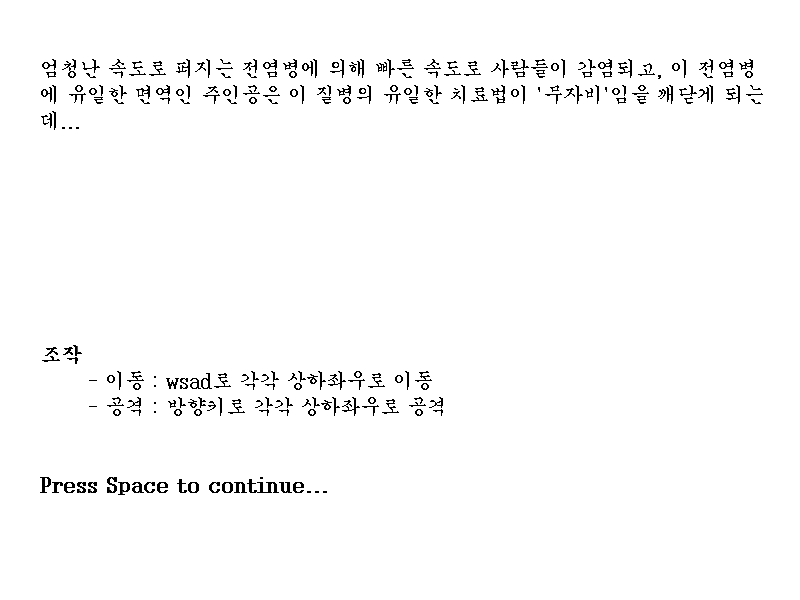 엄청난 속도로 퍼지는 전염병에 의해 빠른 속도로 사람들이 감염되고, 이 전염병
에 유일한 면역인 주인공은 이 질병의 유일한 치료법이 '무자비'임을 깨닫게 되는
데...
조작
- 이동 : wsad로 각각 상하좌우로 이동
- 공격 : 방향키로 각각 상하좌우로 공격
Press Space to continue...